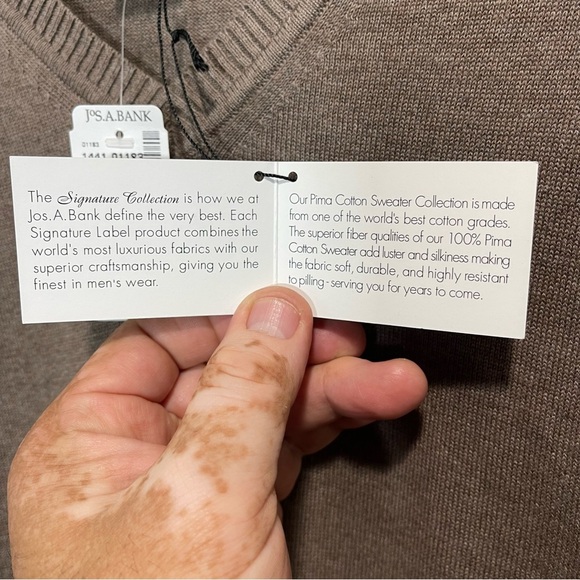 JoS.A.BANK
01183
1441 01183
The Signature Collection is how we at
Jos.A.Bank define the very best. Each
Signature Label product combines the
world's most luxurious fabrics with our
superior craftsmanship, giving you the
finest in men's wear.
Our Pima Cotton Sweater Collection is made
from one of the world's best cotton grades.
The superior fiber qualities of our 100% Pima
Cotton Sweater add luster and silkiness making
the fabric soft, durable, and highly resistant
to pilling - serving you for years to come.